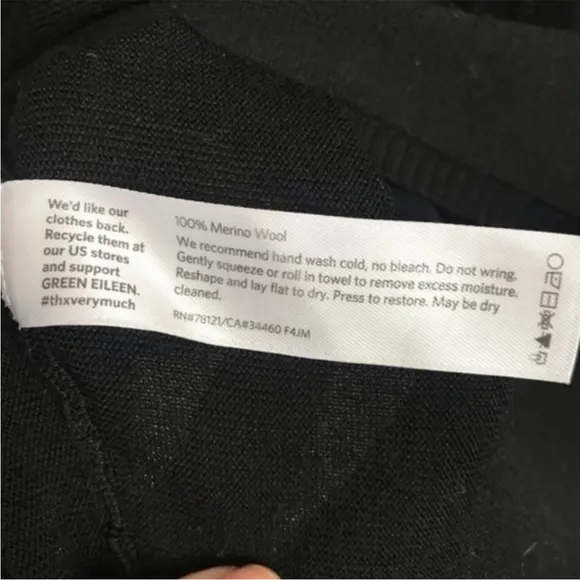 We'd like our
clothes back.
Recycle them at
our US stores
and support
GREEN EILEEN.
#thxverymuch
100% Merino Wool
We recommend hand wash cold, no bleach. Do not wring.
Gently squeeze or roll in towel to remove excess moisture.
Reshape and lay flat to dry. Press to restore. May be dry
cleaned.
RN#78121/CA#34460 F4JM